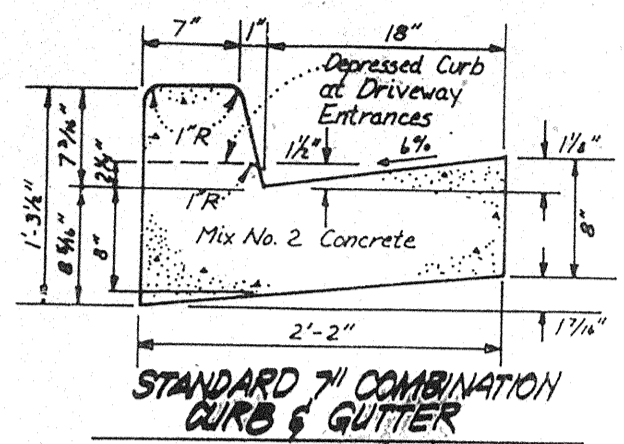 7" 1" 18"
Depressed Curb
at Driveway
Entrances
1"R
1½"
6%
1⅛"
1'-3½"
7 3/16"
8 5/16"
8"
1"R
8"
Mix No. 2 Concrete
2'-2"
1 7/16"
STANDARD 7" COMBINATION
CURB & GUTTER